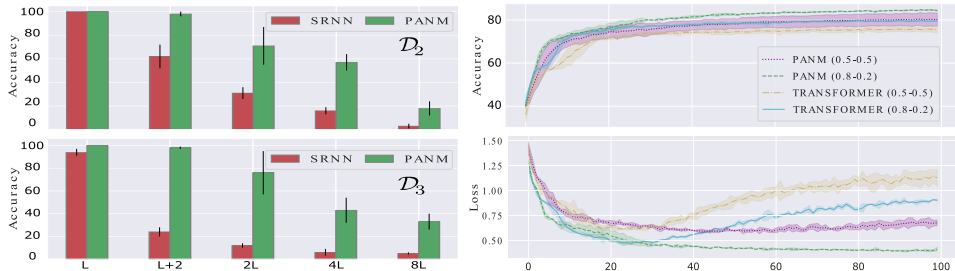 100
80
60
40
20
0
Accuracy
SRNN PANM
D₂
100
80
60
40
20
0
Accuracy
SRNN PANM
D₃
L L+2 2L 4L 8L
80
60
40
Accuracy
PANM (0.5-0.5)
PANM (0.8-0.2)
TRANSFORMER (0.5-0.5)
TRANSFORMER (0.8-0.2)
1.50
1.25
1.00
0.75
0.50
Loss
0 20 40 60 80 100